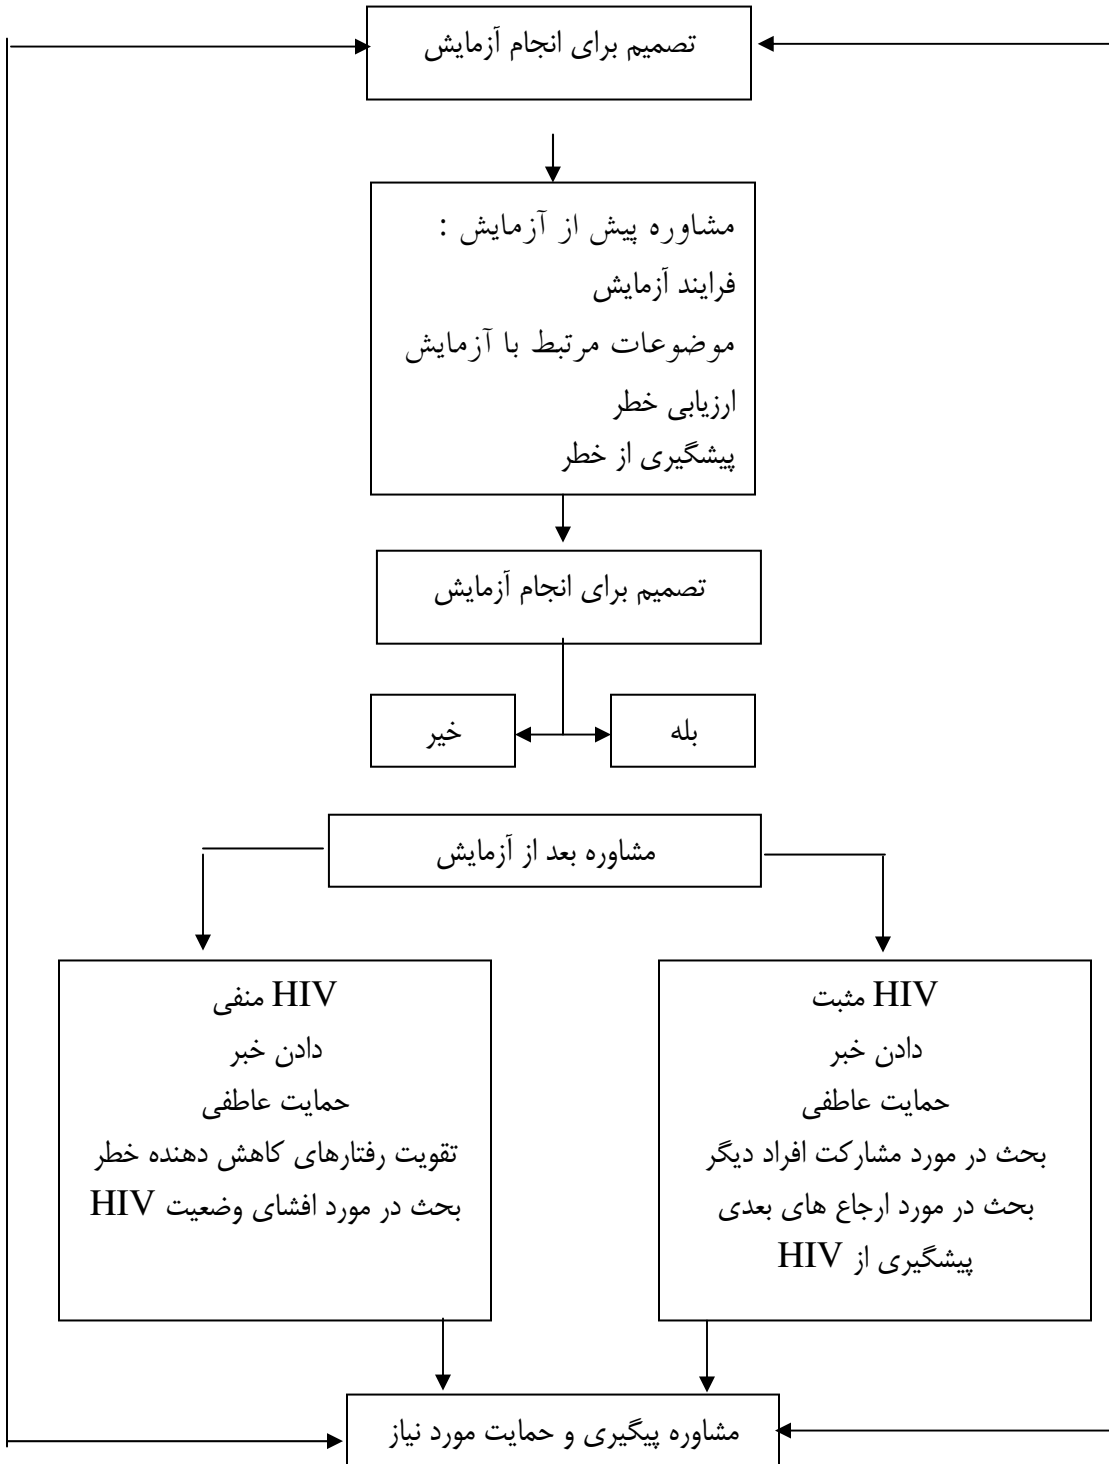 تصمیم برای انجام آزمایش
مشاوره پیش از آزمایش :
فرایند آزمایش
موضوعات مرتبط با آزمایش
ارزیابی خطر
پیشگیری از خطر
تصمیم برای انجام آزمایش
بله
خیر
مشاوره بعد از آزمایش
HIV مثبت
دادن خبر
حمایت عاطفی
بحث در مورد مشارکت افراد دیگر
بحث در مورد ارجاع های بعدی
پیشگیری از HIV
HIV منفی
دادن خبر
حمایت عاطفی
تقویت رفتارهای کاهش دهنده خطر
بحث در مورد افشای وضعیت HIV
مشاوره پیگیری و حمایت مورد نیاز